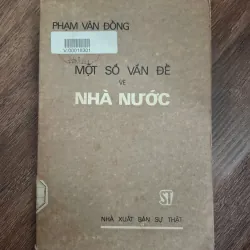 PHẠM VĂN ĐỒNG
MỘT SỐ VẤN ĐỀ
VỀ
NHÀ NƯỚC
ST
NHÀ XUẤT BẢN SỰ THẬT